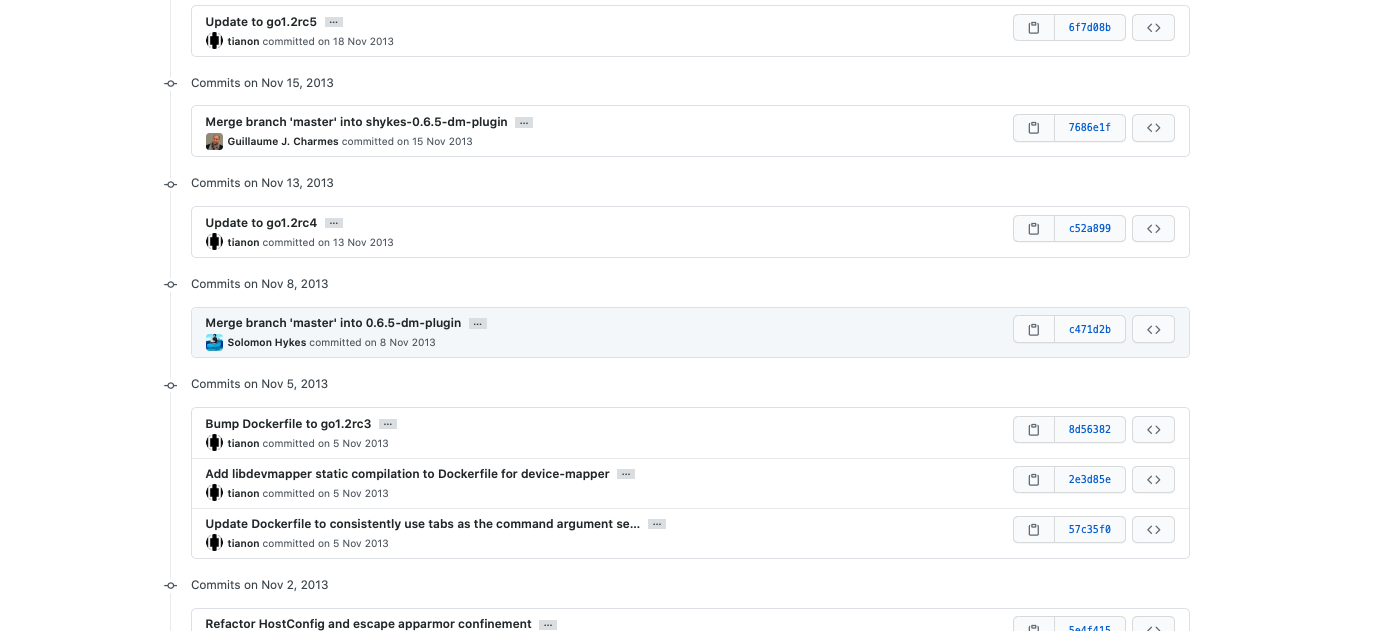 Update to go1.2rc5 …
tianon committed on 18 Nov 2013
6f7d08b
Commits on Nov 15, 2013
Merge branch 'master' into shykes-0.6.5-dm-plugin …
Guillaume J. Charmes committed on 15 Nov 2013
7686e1f
Commits on Nov 13, 2013
Update to go1.2rc4 …
tianon committed on 13 Nov 2013
c52a899
Commits on Nov 8, 2013
Merge branch 'master' into 0.6.5-dm-plugin …
Solomon Hykes committed on 8 Nov 2013
c471d2b
Commits on Nov 5, 2013
Bump Dockerfile to go1.2rc3 …
tianon committed on 5 Nov 2013
8d56382
Add libdevmapper static compilation to Dockerfile for device-mapper …
tianon committed on 5 Nov 2013
2e3d85e
Update Dockerfile to consistently use tabs as the command argument se... …
tianon committed on 5 Nov 2013
57c35f0
Commits on Nov 2, 2013
Refactor HostConfig and escape apparmor confinement …
5e4f415